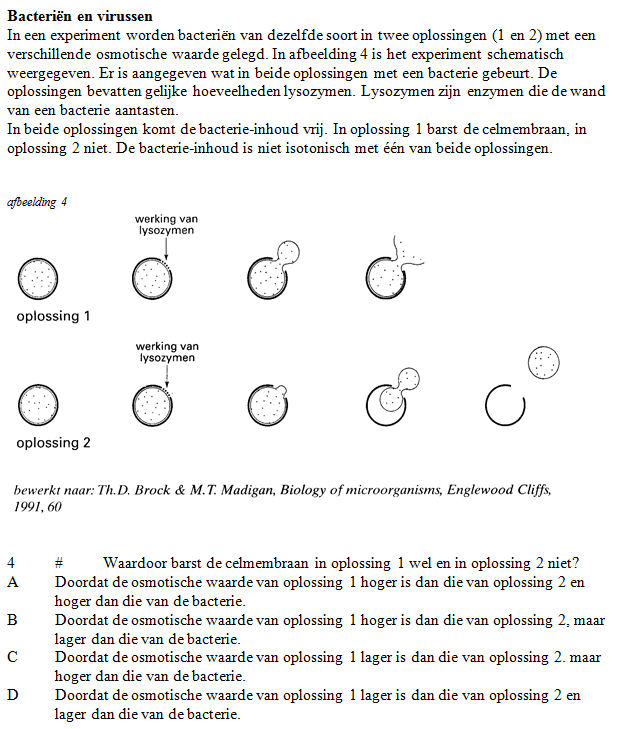 Bacteriën en virussen
In een experiment worden bacteriën van dezelfde soort in twee oplossingen (1 en 2) met een
verschillende osmotische waarde gelegd. In afbeelding 4 is het experiment schematisch
weergegeven. Er is aangegeven wat in beide oplossingen met een bacterie gebeurt. De
oplossingen bevatten gelijke hoeveelheden lysozymen. Lysozymen zijn enzymen die de wand
van een bacterie aantasten.
In beide oplossingen komt de bacterie-inhoud vrij. In oplossing 1 barst de celmembraan, in
oplossing 2 niet. De bacterie-inhoud is niet isotonisch met één van beide oplossingen.
afbeelding 4
werking van
lysozymen
oplossing 1
werking van
lysozymen
oplossing 2
bewerkt naar: Th.D. Brock & M.T. Madigan, Biology of microorganisms, Englewood Cliffs,
1991, 60
4 # Waardoor barst de celmembraan in oplossing 1 wel en in oplossing 2 niet?
A Doordat de osmotische waarde van oplossing 1 hoger is dan die van oplossing 2 en
hoger dan die van de bacterie.
B Doordat de osmotische waarde van oplossing 1 hoger is dan die van oplossing 2, maar
lager dan die van de bacterie.
C Doordat de osmotische waarde van oplossing 1 lager is dan die van oplossing 2. maar
hoger dan die van de bacterie.
D Doordat de osmotische waarde van oplossing 1 lager is dan die van oplossing 2 en
lager dan die van de bacterie.